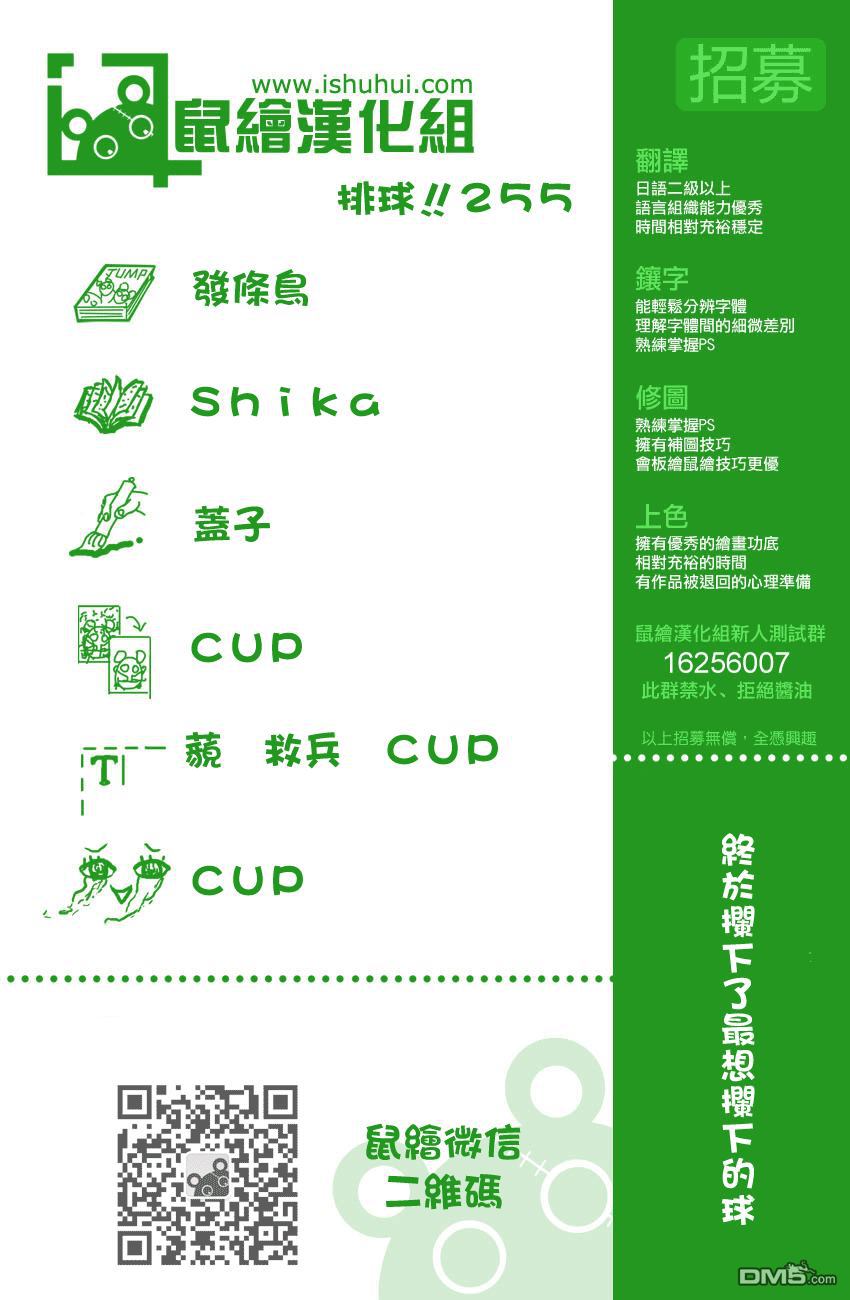 www.ishuhui.com
鼠繪漢化組
排球!!255
JUMP
發條鳥
Shika
蓋子
cup
T
藐 救兵 cup
cup
鼠繪微信
二維碼
招募
翻譯
日語二級以上
語言組織能力優秀
時間相對充裕穩定
鑲字
能輕鬆分辨字體
理解字體間的細微差別
熟練掌握PS
修圖
熟練掌握PS
擁有補圖技巧
會板繪鼠繪技巧更優
上色
擁有優秀的繪畫功底
相對充裕的時間
有作品被退回的心理準備
鼠繪漢化組新人測試群
16256007
此群禁水、拒絕醬油
以上招募無償，全憑興趣
終於攔下了最想攔下的球
DM5.com